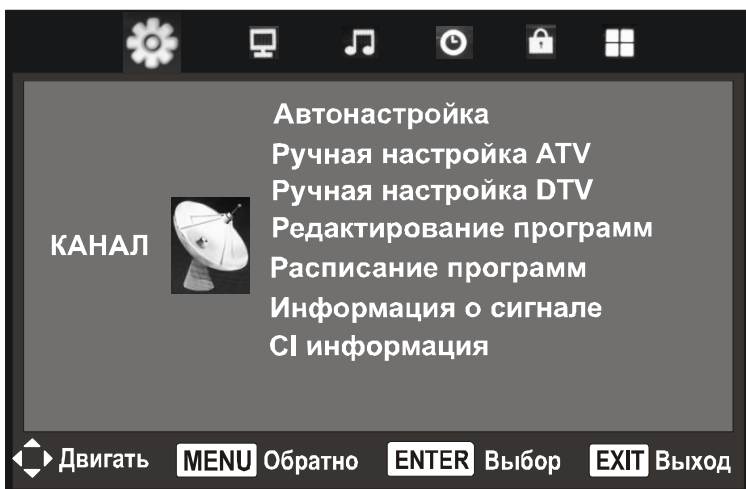 Автонастройка
Ручная настройка ATV
Ручная настройка DTV
Редактирование программ
КАНАЛ
Расписание программ
Информация о сигнале
CI информация
Двигать MENU Обратно ENTER Выбор EXIT Выход